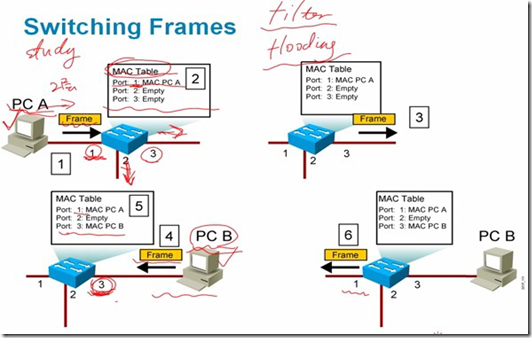 Switching Frames
study
Filter
flooding
MAC Table
Port: 1: MAC PC A
Port: 2: Empty
Port: 3: Empty
2
PC A
Frame
1
1
2
3
MAC Table
Port: 1: MAC PC A
Port: 2: Empty
Port: 3: Empty
Frame
3
1
2
3
MAC Table
Port: 1: MAC PC A
Port: 2: Empty
Port: 3: MAC PC B
5
4
PC B
Frame
1
2
3
MAC Table
Port: 1: MAC PC A
Port: 2: Empty
Port: 3: MAC PC B
6
PC B
Frame
1
2
3